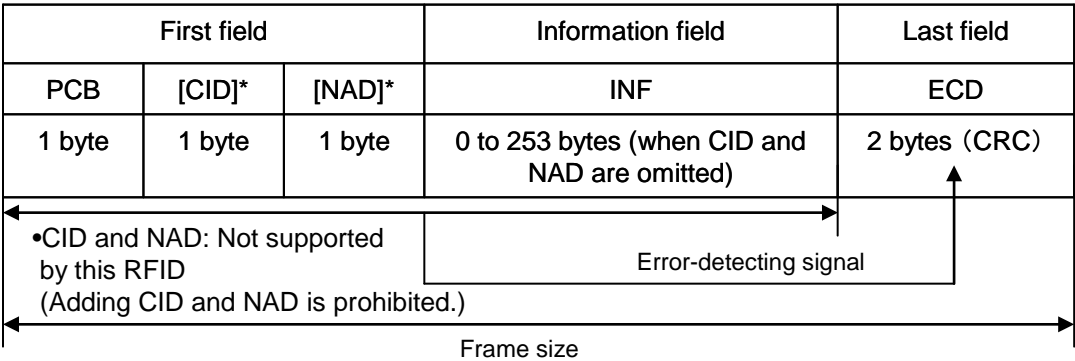 First field Information field Last field
PCB [CID]* [NAD]* INF ECD
1 byte 1 byte 1 byte 0 to 253 bytes (when CID and NAD are omitted) 2 bytes (CRC)
•CID and NAD: Not supported
by this RFID
(Adding CID and NAD is prohibited.)
Error-detecting signal
Frame size